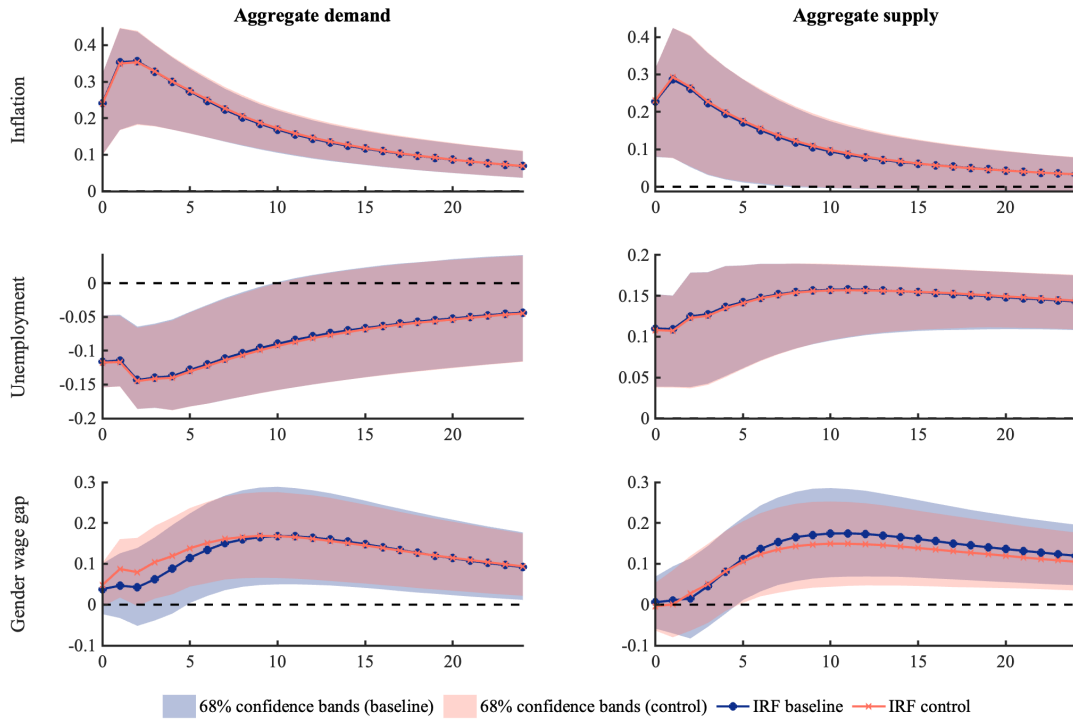 Aggregate demand
Aggregate supply
Inflation
0.4
0.3
0.2
0.1
0
0 5 10 15 20
0.4
0.3
0.2
0.1
0
0 5 10 15 20
Unemployment
0
-0.05
-0.1
-0.15
-0.2
0 5 10 15 20
0.2
0.15
0.1
0.05
0
0 5 10 15 20
Gender wage gap
0.3
0.2
0.1
0
0.1
0 5 10 15 20
0.3
0.2
0.1
0
0.1
0 5 10 15 20
68% confidence bands (baseline) 68% confidence bands (control) IRF baseline IRF control